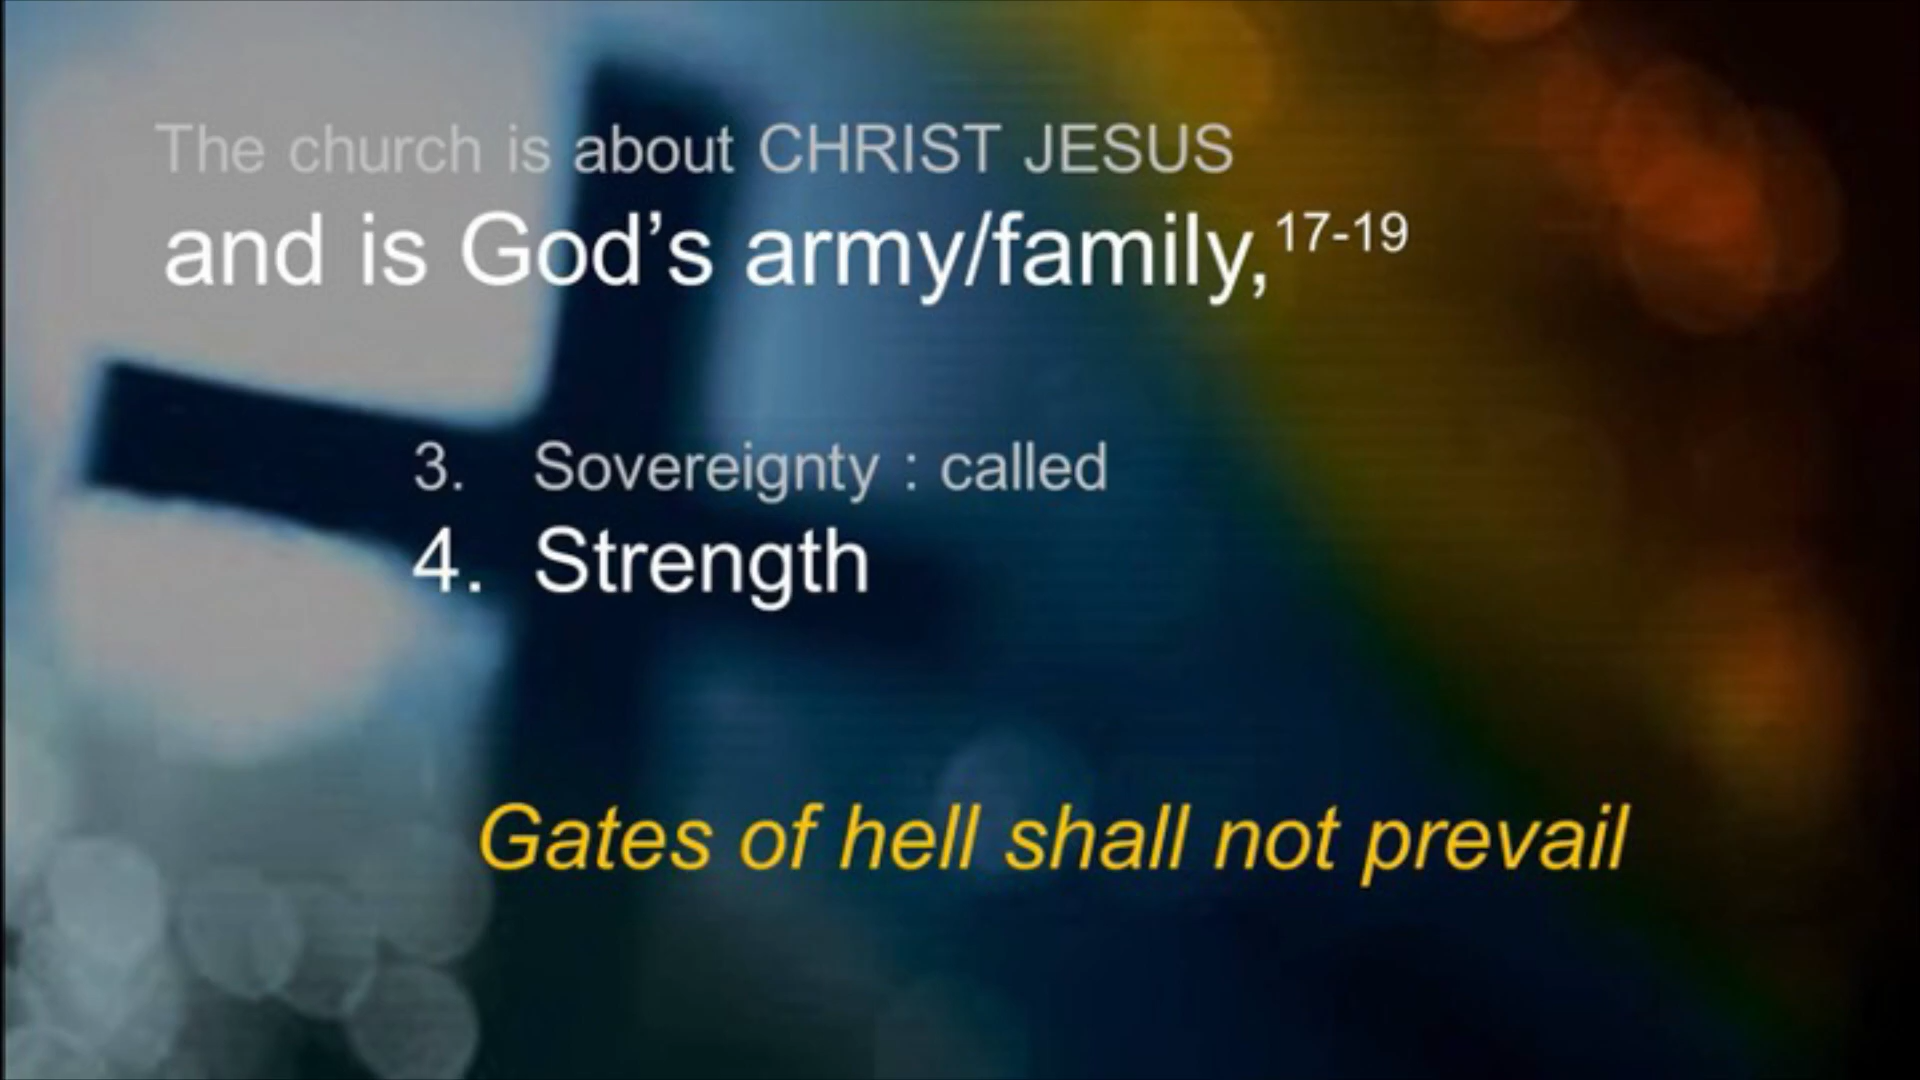 The church is about CHRIST JESUS
and is God’s army/family,17-19
3. Sovereignty : called
4. Strength
Gates of hell shall not prevail